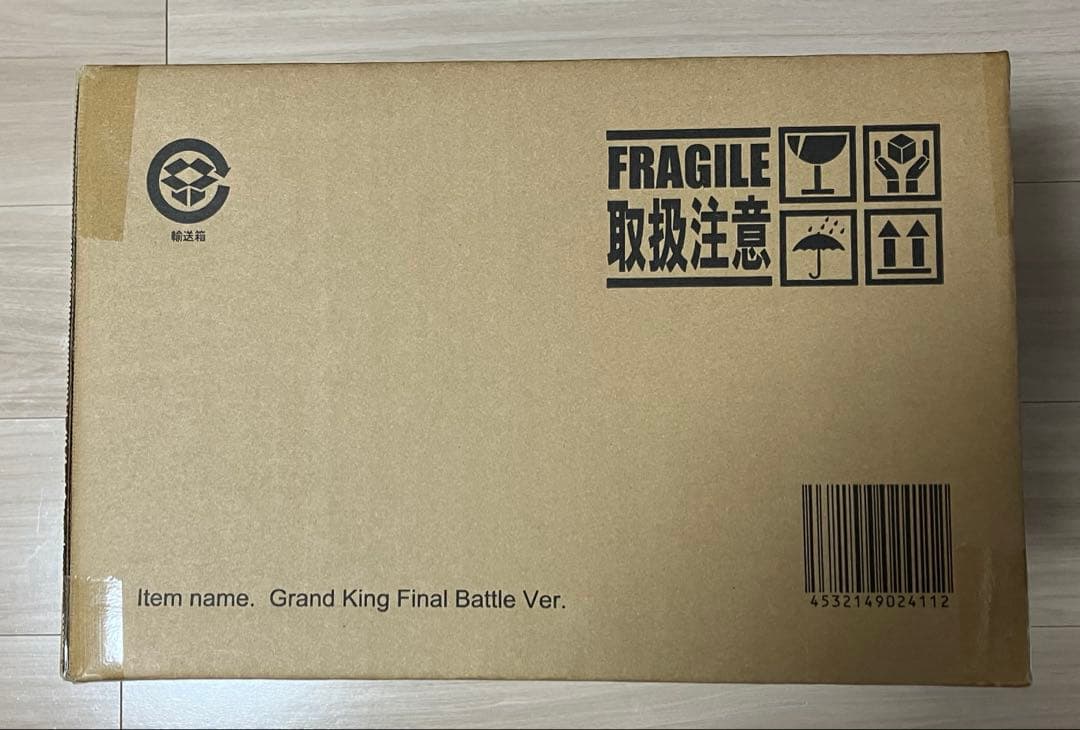 輸送箱
FRAGILE
取扱注意
Item name. Grand King Final Battle Ver.
4532149024112